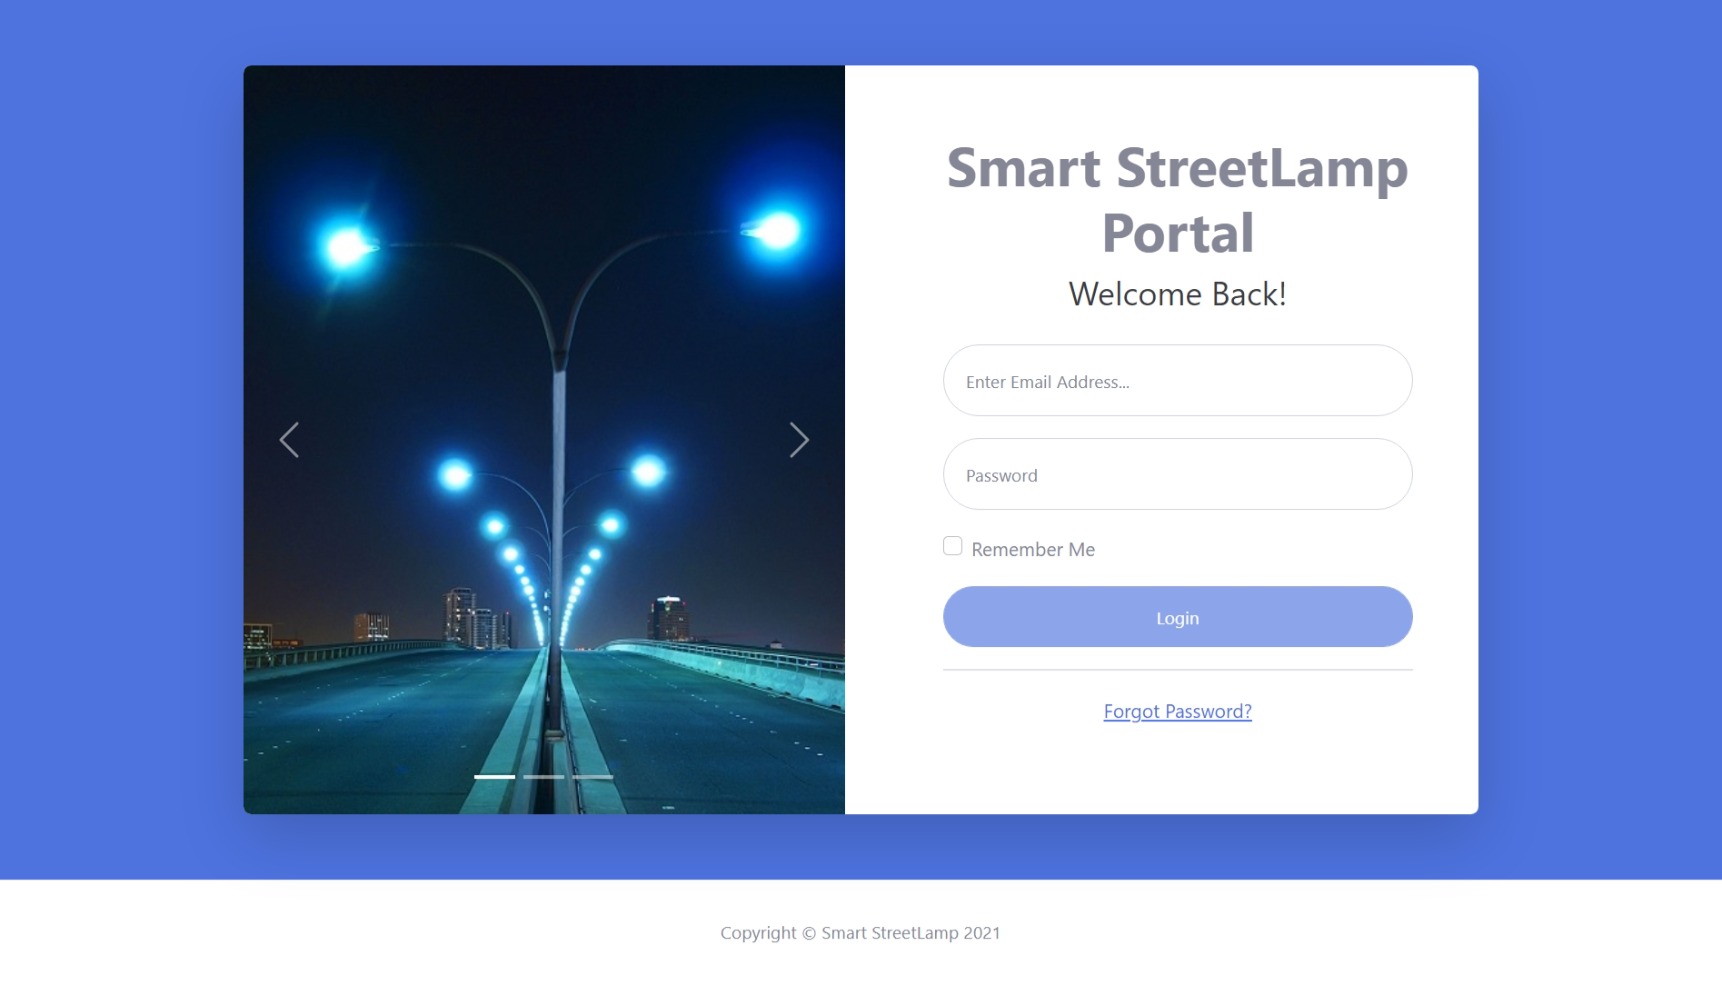 Smart StreetLamp
Portal
Welcome Back!
Enter Email Address...
Password
Remember Me
Login
Forgot Password?
Copyright © Smart StreetLamp 2021